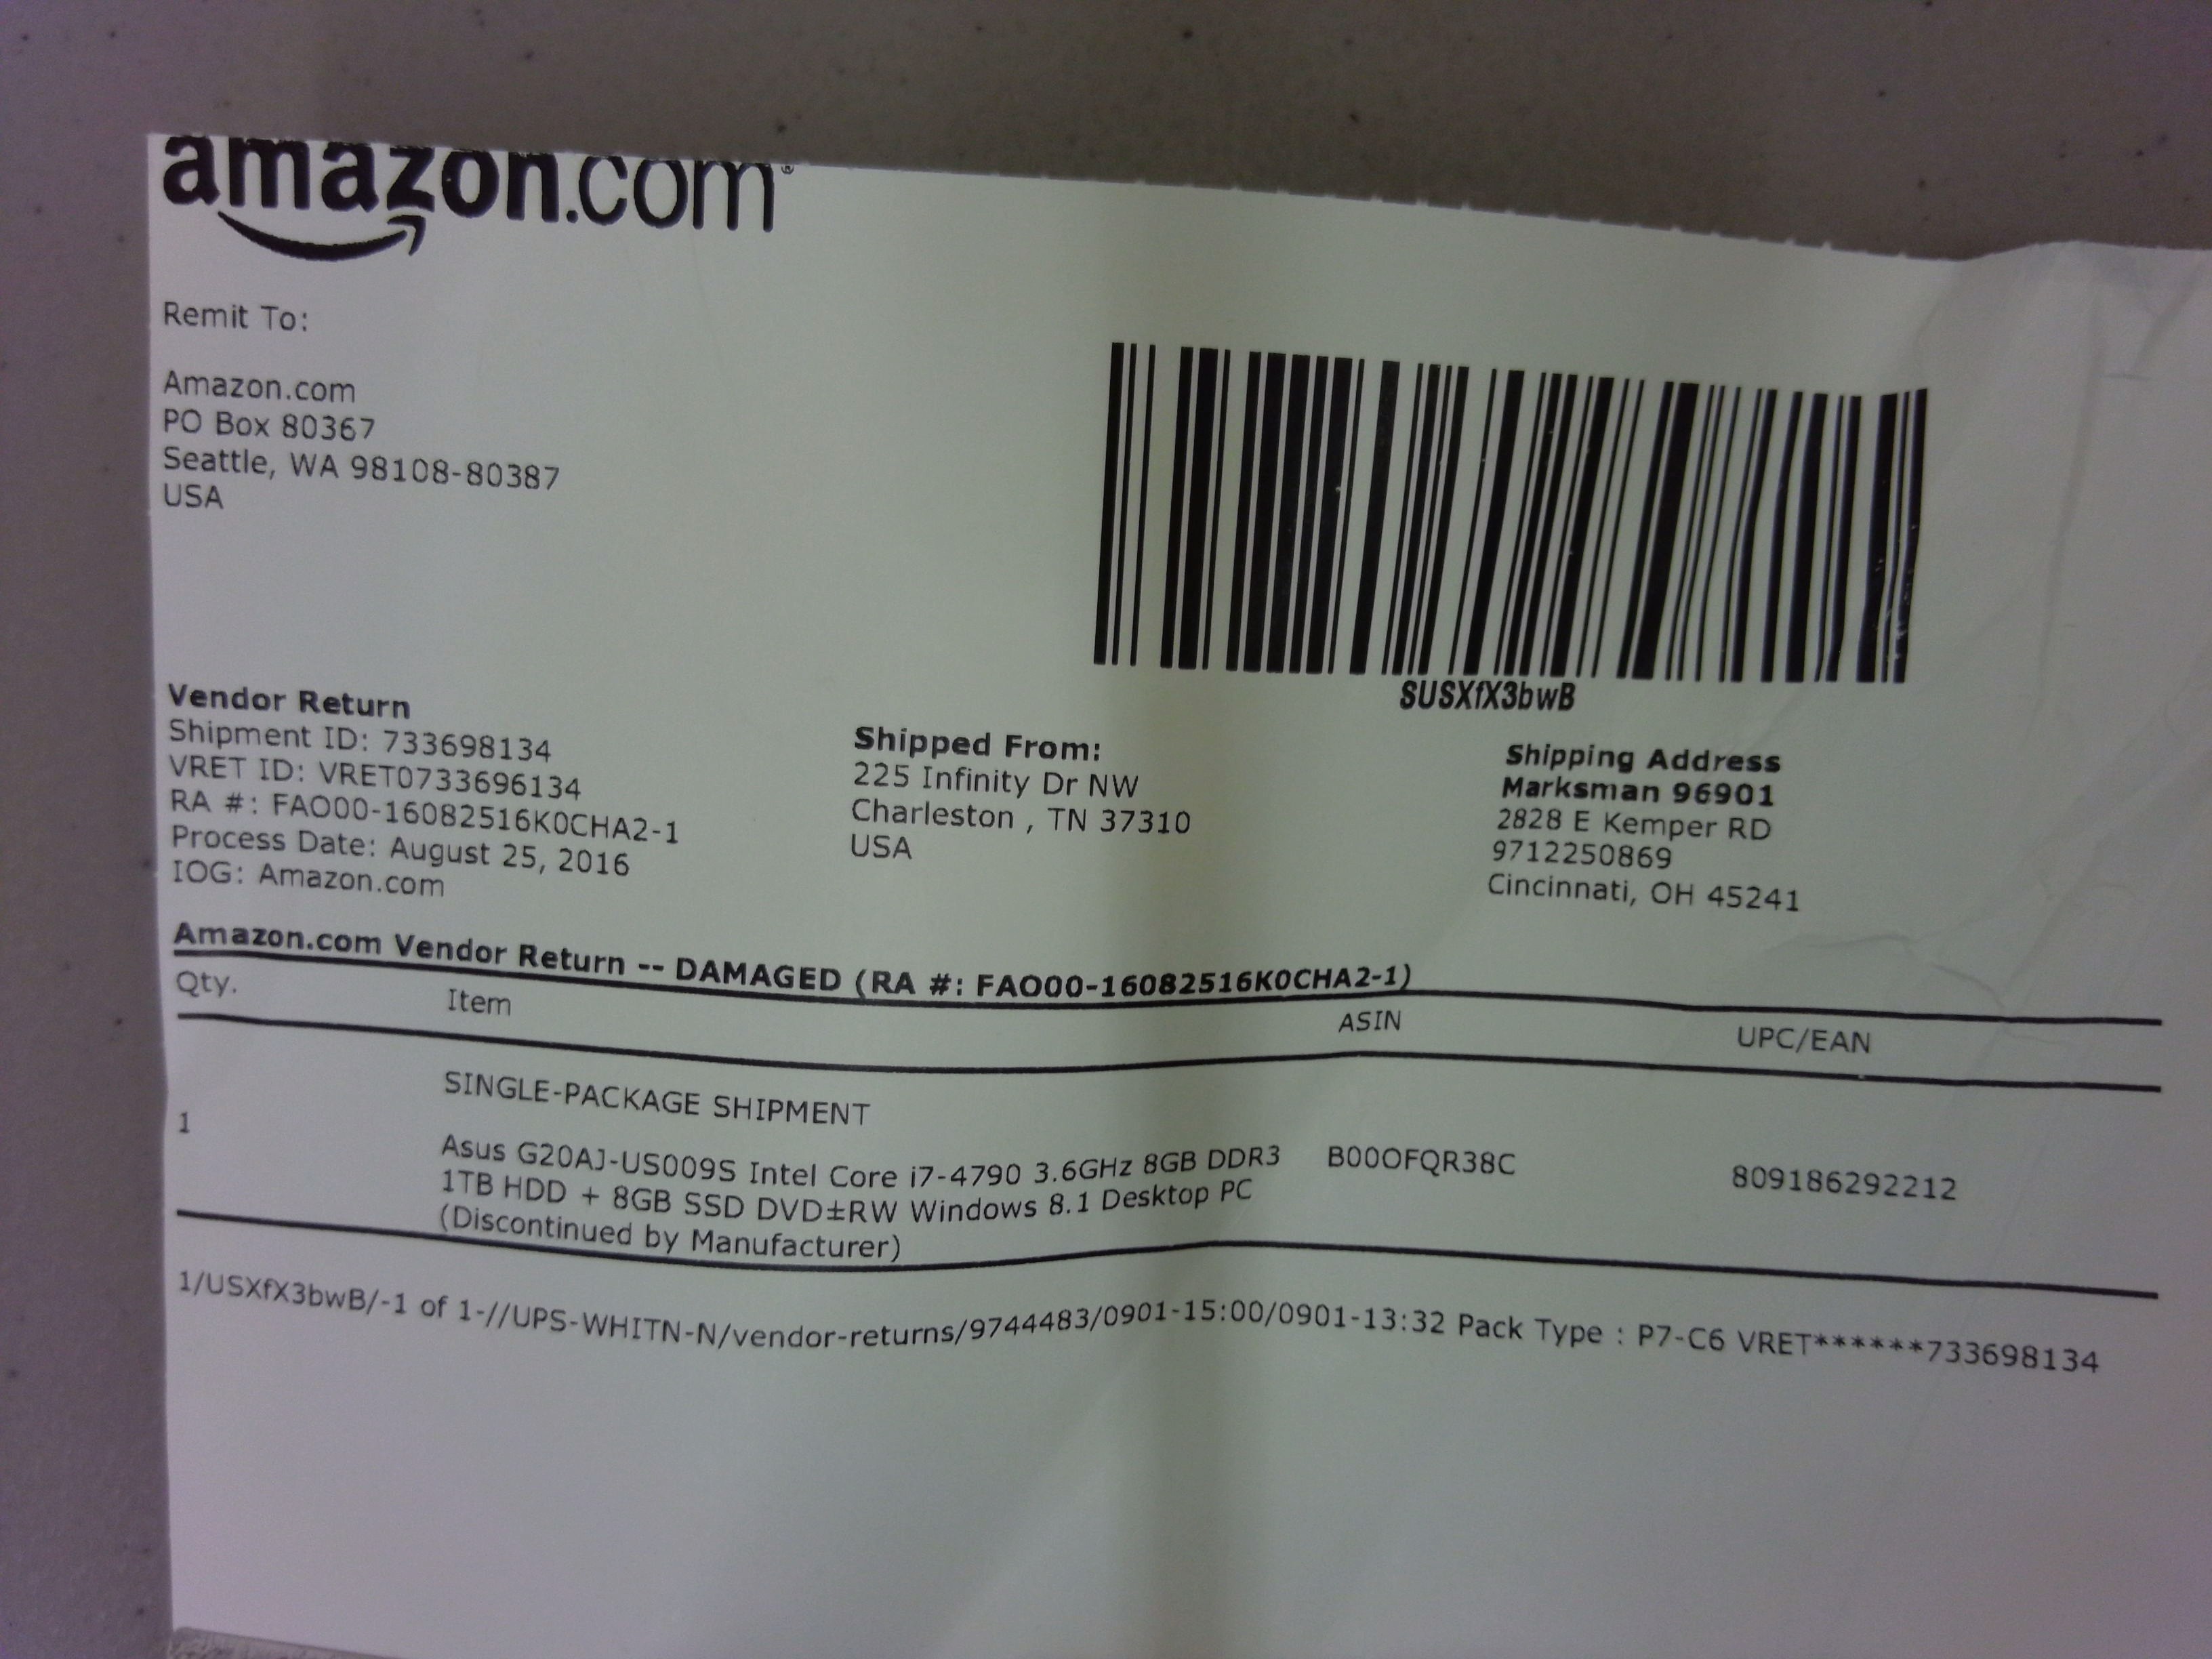 amazon.com®
Remit To:
Amazon.com
PO Box 80367
Seattle, WA 98108-80387
USA
SUSXfX3bwB
Vendor Return
Shipment ID: 733698134
VRET ID: VRET0733696134
RA #: FAO00-16082516K0CHA2-1
Process Date: August 25, 2016
IOG: Amazon.com
Shipped From:
225 Infinity Dr NW
Charleston , TN 37310
USA
Shipping Address
Marksman 96901
2828 E Kemper RD
9712250869
Cincinnati, OH 45241
Amazon.com Vendor Return -- DAMAGED (RA #: FAO00-16082516K0CHA2-1)
Qty. Item ASIN UPC/EAN
SINGLE-PACKAGE SHIPMENT
1 Asus G20AJ-US009S Intel Core i7-4790 3.6GHz 8GB DDR3 B00OFQR38C 809186292212
1TB HDD + 8GB SSD DVD±RW Windows 8.1 Desktop PC
(Discontinued by Manufacturer)
1/USXfX3bwB/-1 of 1-//UPS-WHITN-N/vendor-returns/9744483/0901-15:00/0901-13:32 Pack Type : P7-C6 VRET******733698134